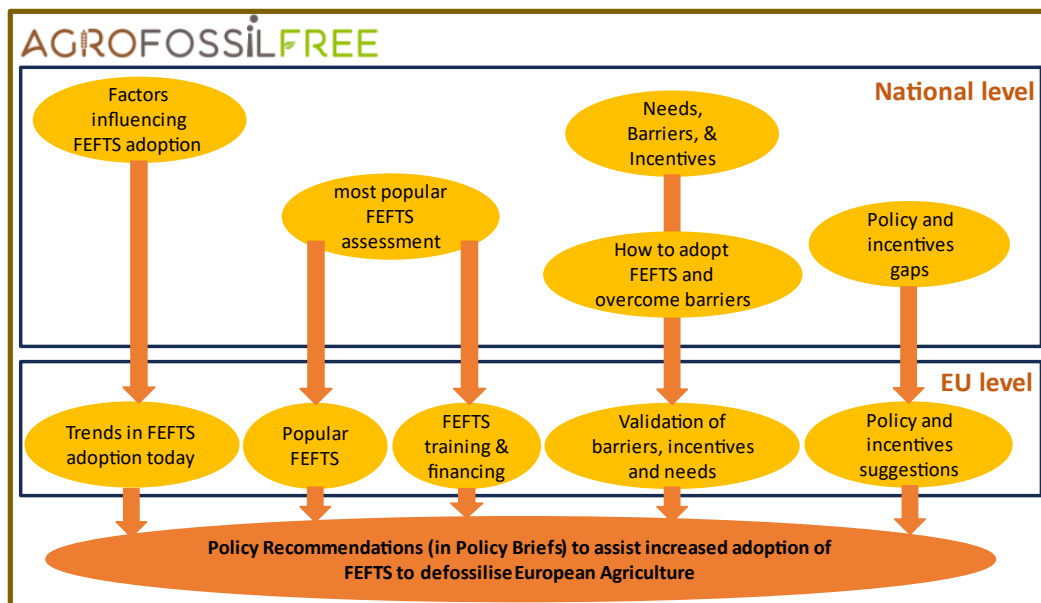 AGROFOSSILFREE
National level
Factors
influencing
FEFTS adoption
Needs,
Barriers, &
Incentives
most popular
FEFTS
assessment
Policy and
incentives
gaps
How to adopt
FEFTS and
overcome barriers
EU level
Trends in FEFTS
adoption today
Popular
FEFTS
FEFTS
training &
financing
Validation of
barriers, incentives
and needs
Policy and
incentives
suggestions
Policy Recommendations (in Policy Briefs) to assist increased adoption of
FEFTS to defossilise European Agriculture